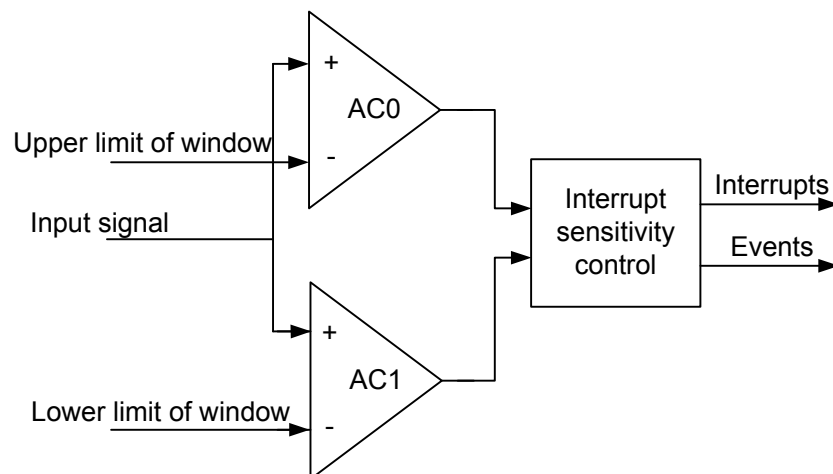 +
AC0
-
Upper limit of window
Input signal
Interrupt
sensitivity
control
Interrupts
Events
+
AC1
-
Lower limit of window